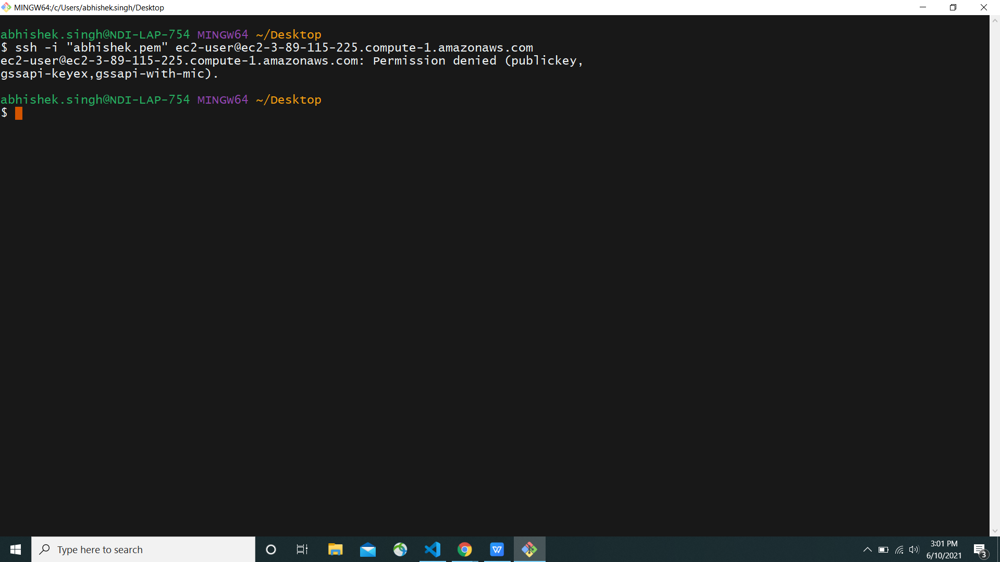 MINGW64:/c/Users/abhishek.singh/Desktop
abhishek.singh@NDI-LAP-754 MINGW64 ~/Desktop
$ ssh -i "abhishek.pem" ec2-user@ec2-3-89-115-225.compute-1.amazonaws.com
ec2-user@ec2-3-89-115-225.compute-1.amazonaws.com: Permission denied (publickey,
gssapi-keyex,gssapi-with-mic).
abhishek.singh@NDI-LAP-754 MINGW64 ~/Desktop
$
Type here to search
W
3:01 PM
6/10/2021
3